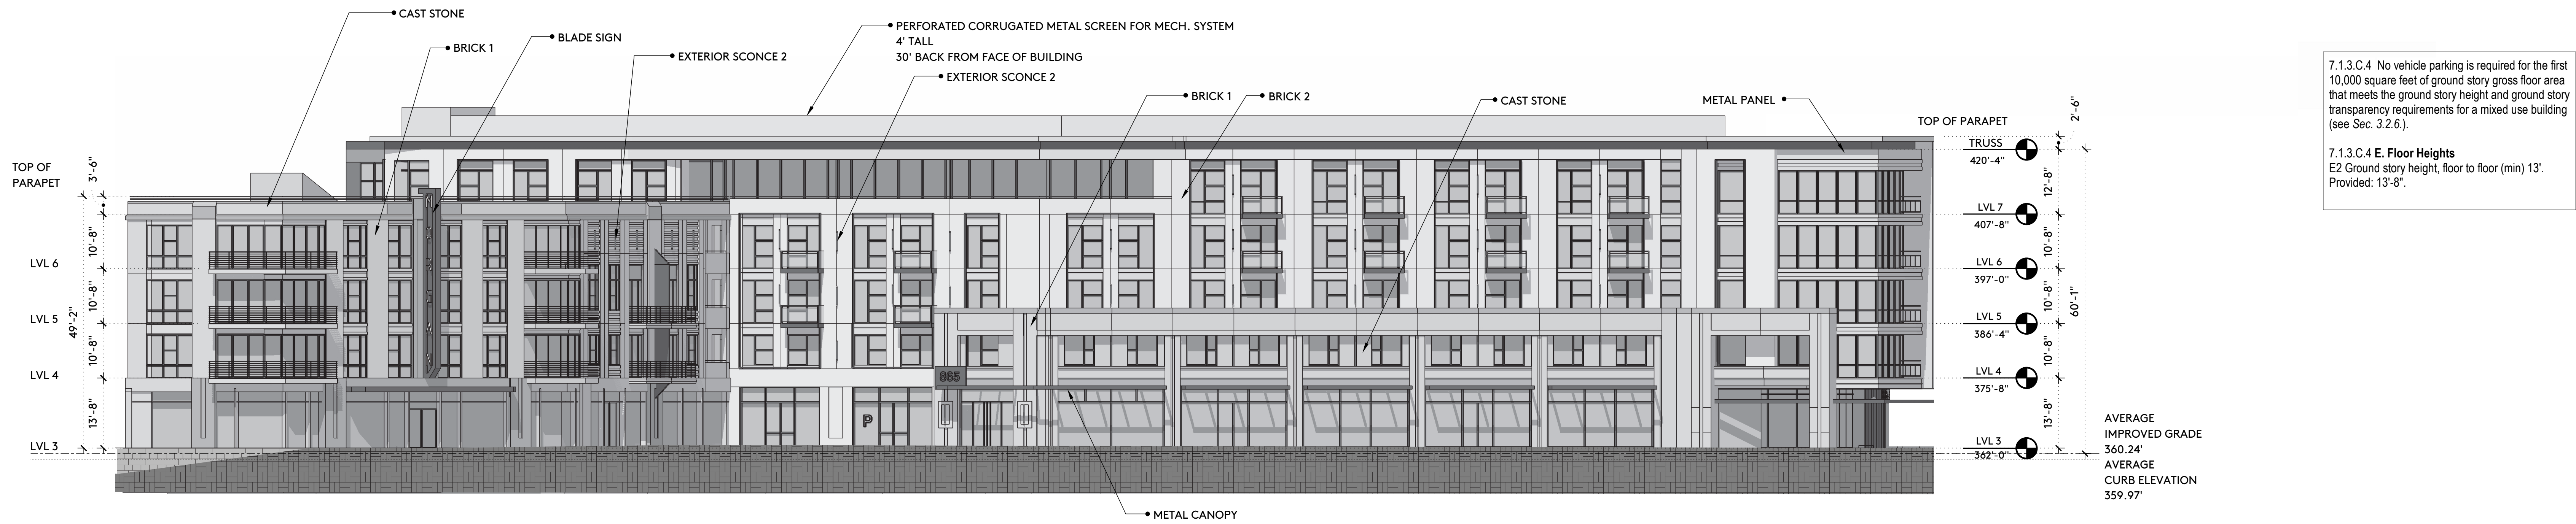 CAST STONE
BRICK 1
BLADE SIGN
EXTERIOR SCONCE 2
PERFORATED CORRUGATED METAL SCREEN FOR MECH. SYSTEM
4' TALL
30' BACK FROM FACE OF BUILDING
EXTERIOR SCONCE 2
BRICK 1
BRICK 2
CAST STONE
METAL PANEL
TOP OF
PARAPET
3'-6"
10'-8"
LVL 6
10'-8"
LVL 5
49'-2"
10'-8"
LVL 4
13'-8"
LVL 3
865
P
METAL CANOPY
TOP OF PARAPET
2'-6"
TRUSS
420'-4"
12'-8"
LVL 7
407'-8"
10'-8"
LVL 6
397'-0"
10'-8"
60'-1"
LVL 5
386'-4"
10'-8"
LVL 4
375'-8"
13'-8"
LVL 3
362'-0"
AVERAGE
IMPROVED GRADE
360.24'
AVERAGE
CURB ELEVATION
359.97'
7.1.3.C.4 No vehicle parking is required for the first
10,000 square feet of ground story gross floor area
that meets the ground story height and ground story
transparency requirements for a mixed use building
(see Sec. 3.2.6.).
7.1.3.C.4 E. Floor Heights
E2 Ground story height, floor to floor (min) 13'.
Provided: 13'-8".